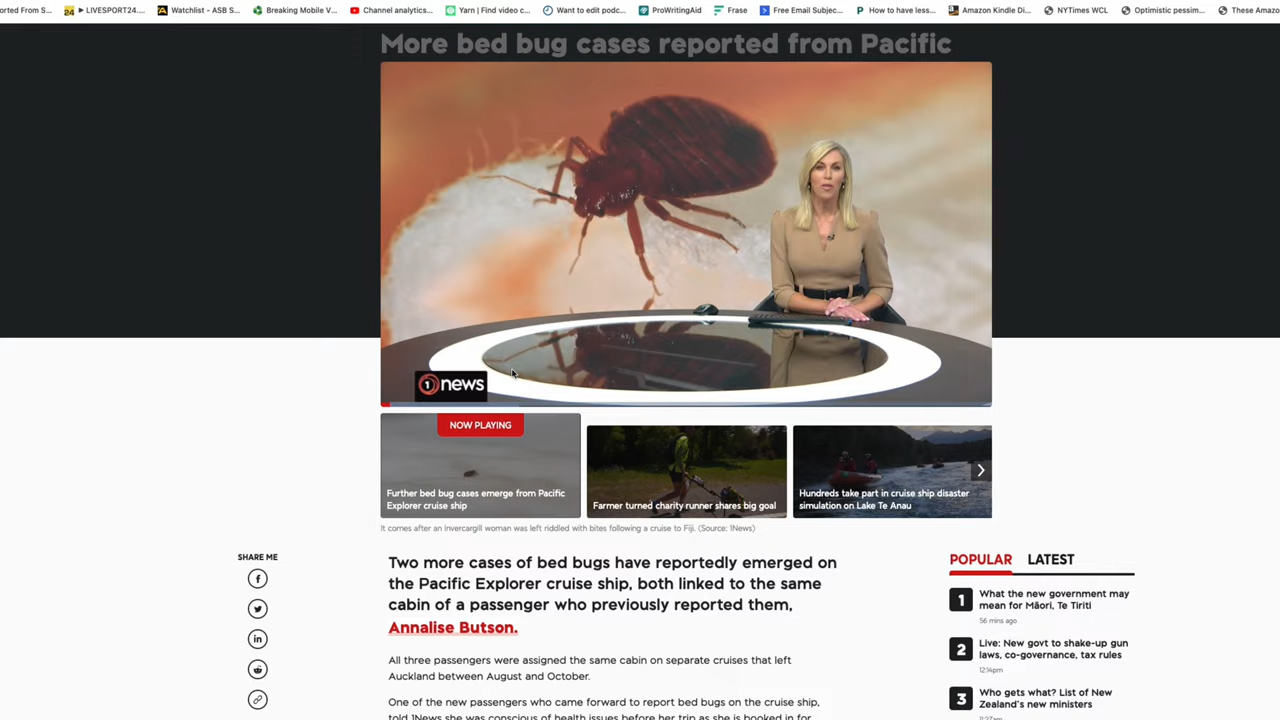 orted From S...
24 ► LIVESPORT24....
Watchlist - ASB S...
Breaking Mobile V...
Channel analytics...
Yarn | Find video c...
Want to edit podc...
ProWritingAid
Frase
Free Email Subjec...
How to have less...
Amazon Kindle Di...
NYTimes WCL
Optimistic pessim...
These Amazo
More bed bug cases reported from Pacific
1 news
NOW PLAYING
Further bed bug cases emerge from Pacific
Explorer cruise ship
Farmer turned charity runner shares big goal
Hundreds take part in cruise ship disaster
simulation on Lake Te Anau
It comes after an Invercargill woman was left riddled with bites following a cruise to Fiji. (Source: 1News)
SHARE ME
Two more cases of bed bugs have reportedly emerged on
the Pacific Explorer cruise ship, both linked to the same
cabin of a passenger who previously reported them,
Annalise Butson.
All three passengers were assigned the same cabin on separate cruises that left
Auckland between August and October.
One of the new passengers who came forward to report bed bugs on the cruise ship,
told 1News she was conscious of health issues before her trip as she is booked in for
POPULAR LATEST
1 What the new government may
mean for Māori, Te Tiriti
56 mins ago
2 Live: New govt to shake-up gun
laws, co-governance, tax rules
12:14pm
3 Who gets what? List of New
Zealand's new ministers
11:27am